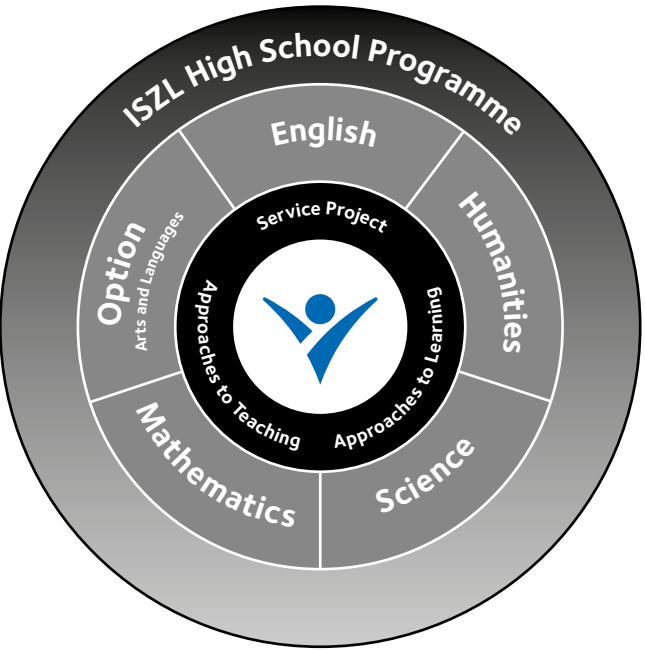 ISZL High School Programme
English
Humanities
Science
Mathematics
Option
Arts and Languages
Service Project
Approaches to Learning
Approaches to Teaching